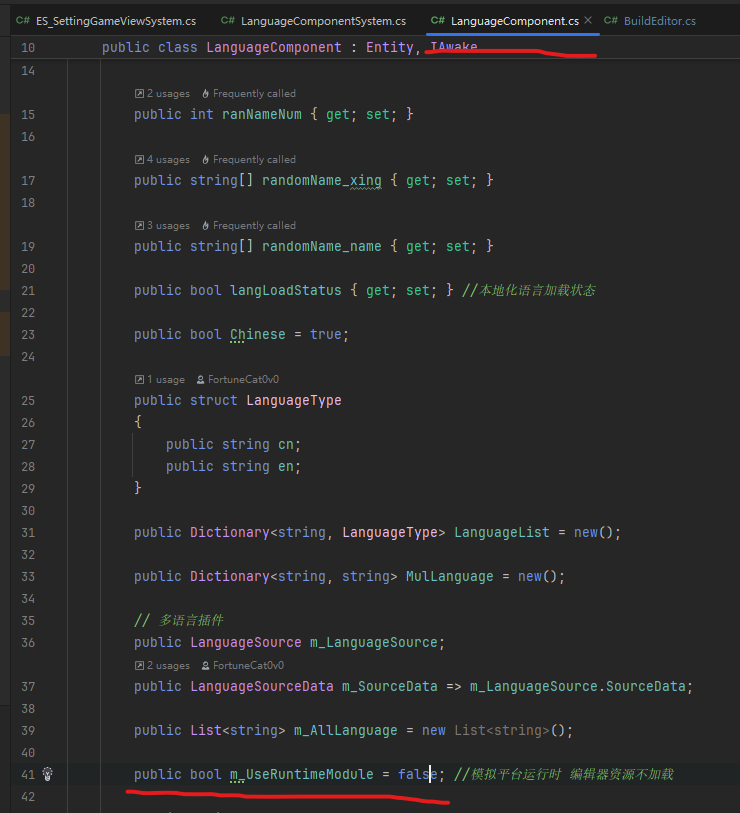 C# ES_SettingGameViewSystem.cs C# LanguageComponentSystem.cs C# LanguageComponent.cs × C# BuildEditor.cs
10 public class LanguageComponent : Entity, IAwake
14
2 usages Frequently called
15 public int ranNameNum { get; set; }
16
4 usages Frequently called
17 public string[] randomName_xing { get; set; }
18
3 usages Frequently called
19 public string[] randomName_name { get; set; }
20
21 public bool langLoadStatus { get; set; } //本地化语言加载状态
22
23 public bool Chinese = true;
24
1 usage FortuneCat0v0
25 public struct LanguageType
26 {
27 public string cn;
28 public string en;
29 }
30
31 public Dictionary<string, LanguageType> LanguageList = new();
32
33 public Dictionary<string, string> MulLanguage = new();
34
35 // 多语言插件
36 public LanguageSource m_LanguageSource;
2 usages FortuneCat0v0
37 public LanguageSourceData m_SourceData => m_LanguageSource.SourceData;
38
39 public List<string> m_AllLanguage = new List<string>();
40
41 public bool m_UseRuntimeModule = false; //模拟平台运行时 编辑器资源不加载
42